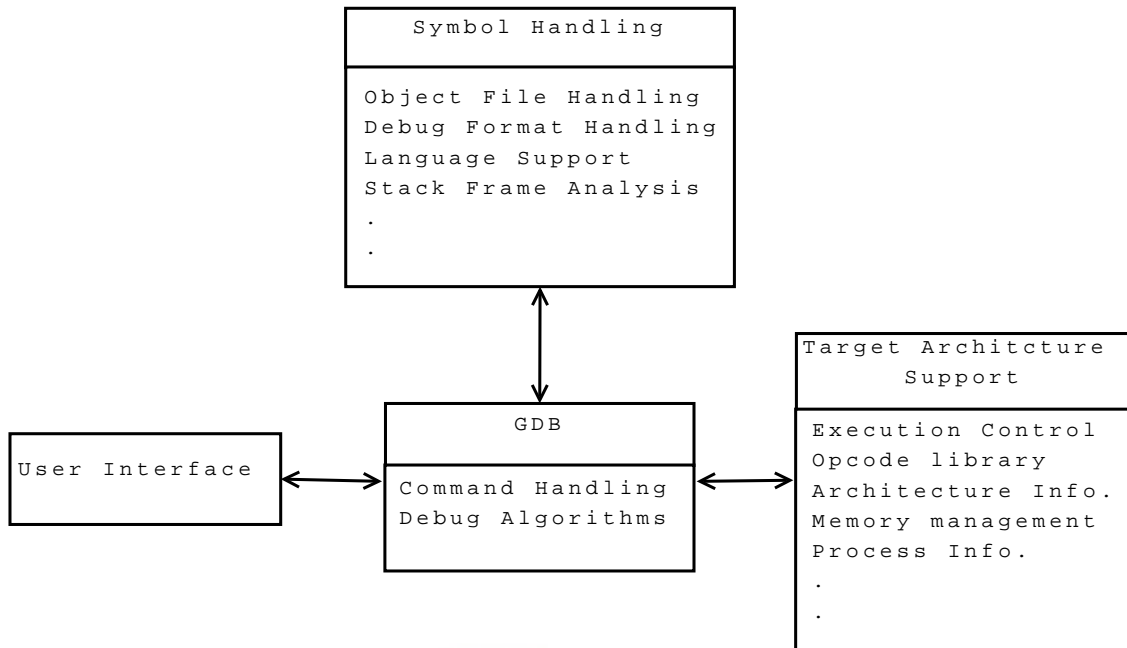 Symbol Handling
Object File Handling
Debug Format Handling
Language Support
Stack Frame Analysis
.
.
User Interface
GDB
Command Handling
Debug Algorithms
Target Architcture
Support
Execution Control
Opcode library
Architecture Info.
Memory management
Process Info.
.
.